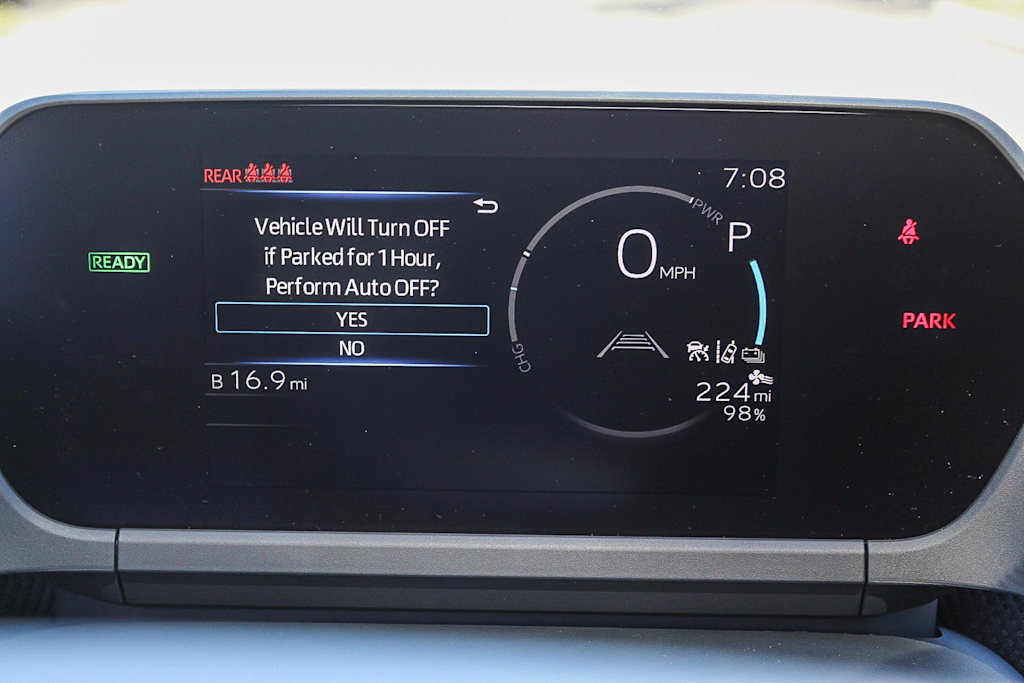 REAR
7:08
Vehicle Will Turn OFF
if Parked for 1 Hour,
Perform Auto OFF?
YES
NO
B 16.9 mi
READY
PWR
P
0 MPH
CHG
224 mi
98%
PARK